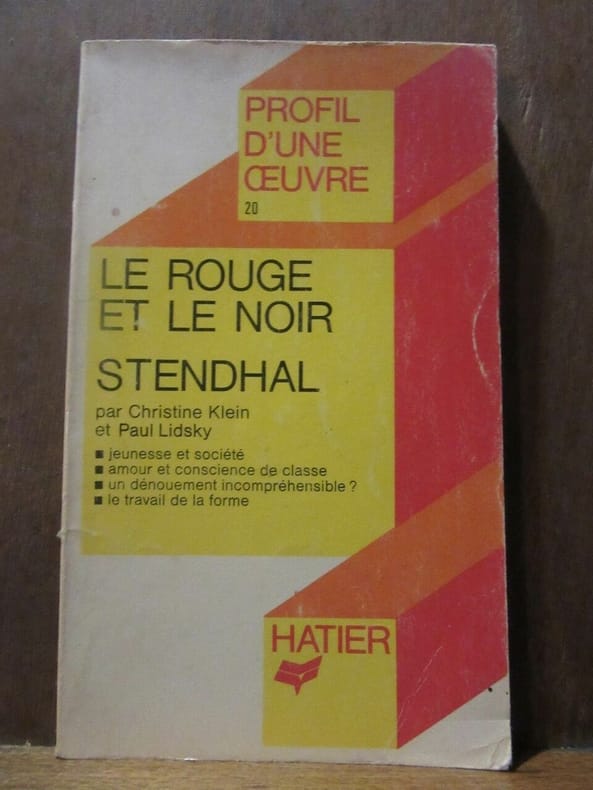 PROFIL
D'UNE
ŒUVRE
20
LE ROUGE
ET LE NOIR
STENDHAL
par Christine Klein
et Paul Lidsky
■ jeunesse et société
■ amour et conscience de classe
■ un dénouement incompréhensible ?
■ le travail de la forme
HATIER